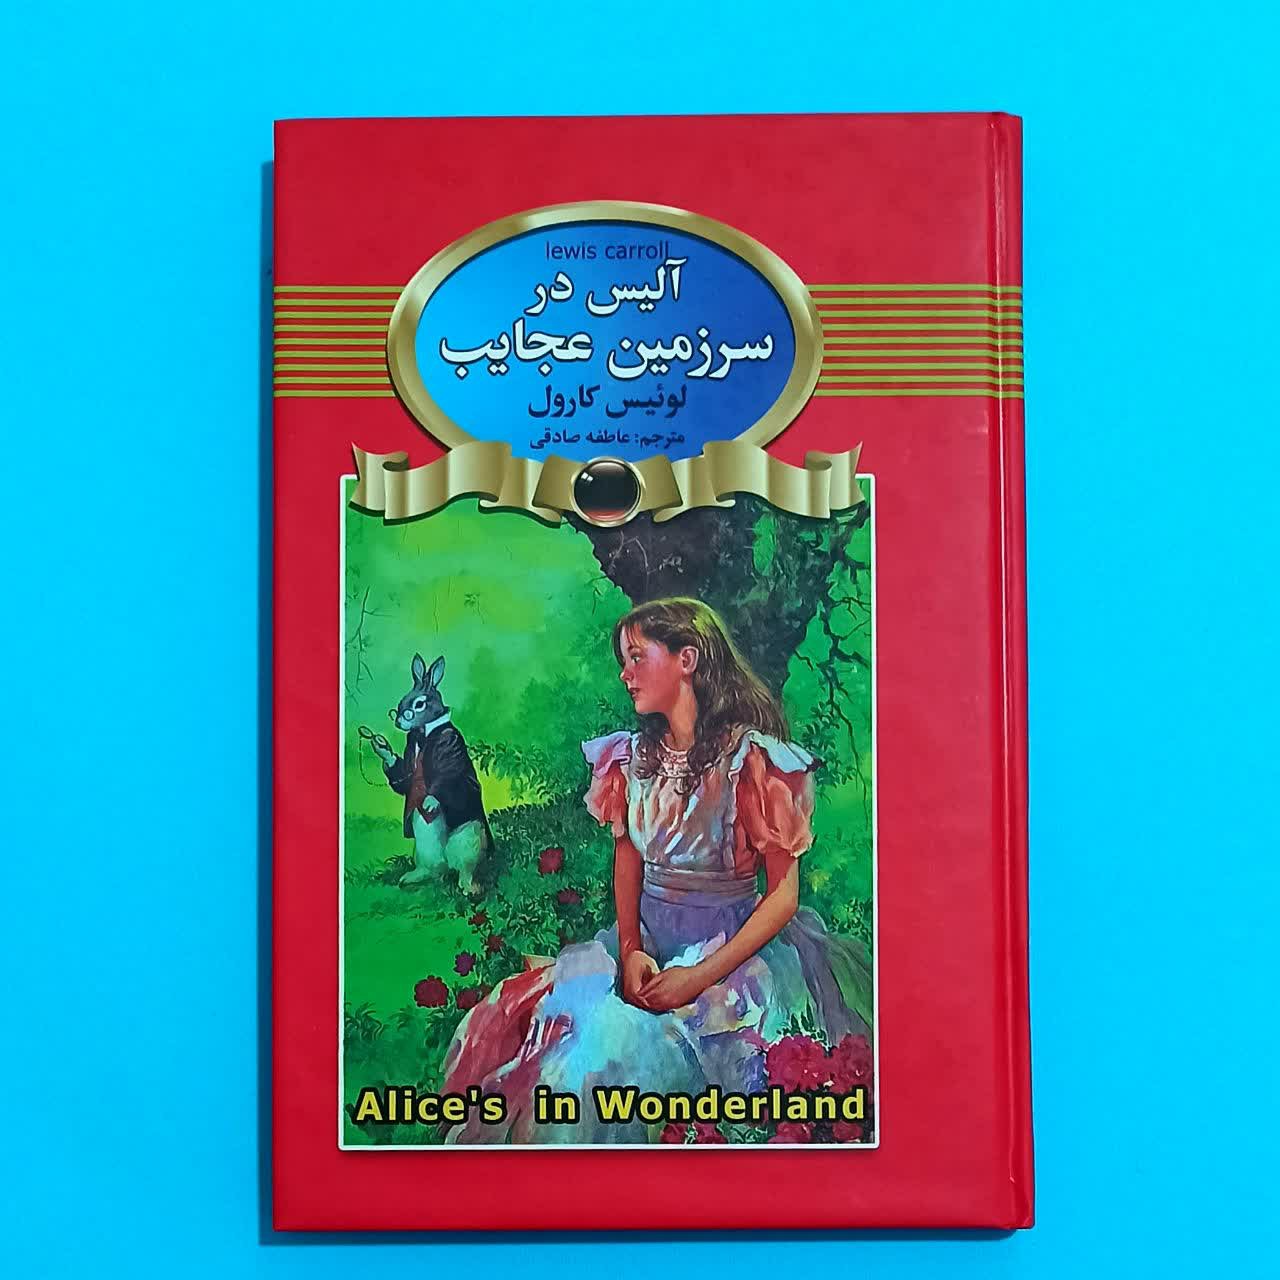 lewis carroll
آلیس در
سرزمین عجایب
لوئیس کارول
مترجم: عاطفه صادقی
Alice's in Wonderland